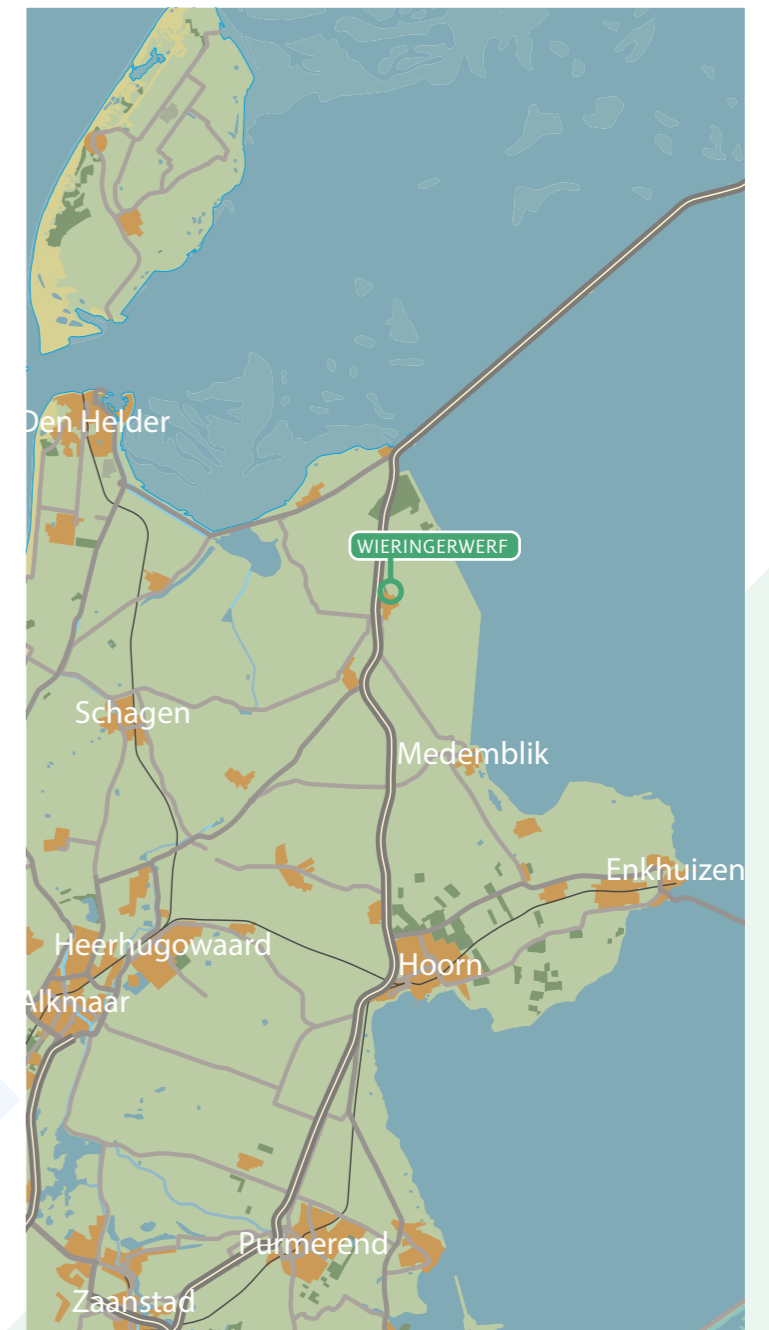 Den Helder
WIERINGERWERF
Schagen
Medemblik
Enkhuizen
Heerhugowaard
Hoorn
Alkmaar
Purmerend
Zaanstad